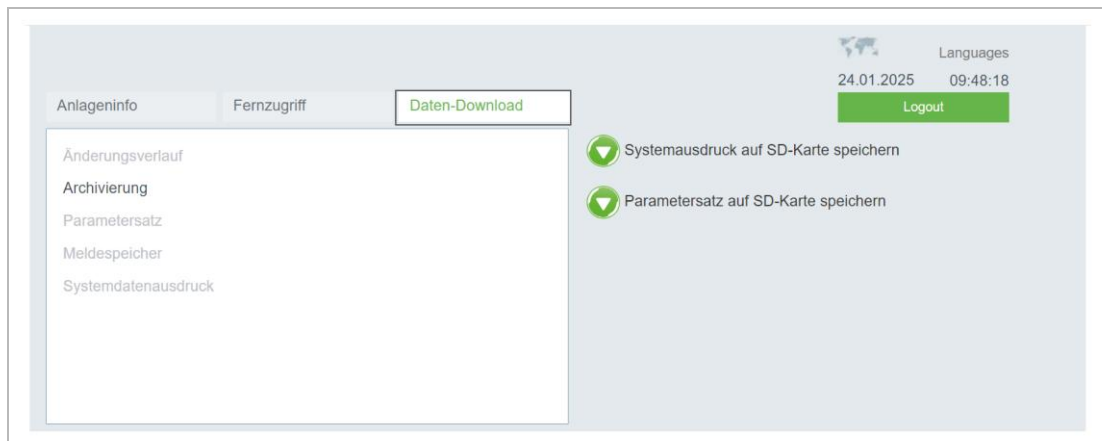 Languages
24.01.2025 09:48:18
Anlageninfo Fernzugriff Daten-Download Logout
Änderungsverlauf
Archivierung
Parametersatz
Meldespeicher
Systemdatenausdruck
Systemausdruck auf SD-Karte speichern
Parametersatz auf SD-Karte speichern